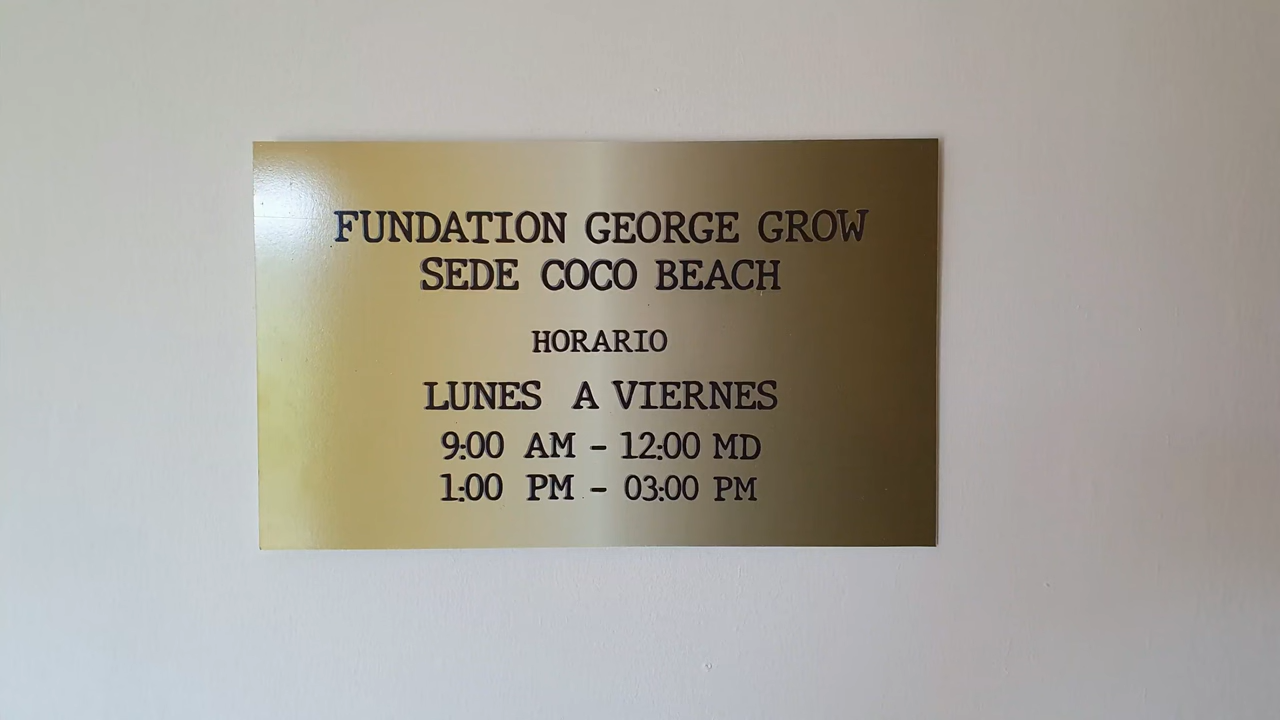 FUNDATION GEORGE GROW
SEDE COCO BEACH
HORARIO
LUNES A VIERNES
9:00 AM - 12:00 MD
1:00 PM - 03:00 PM